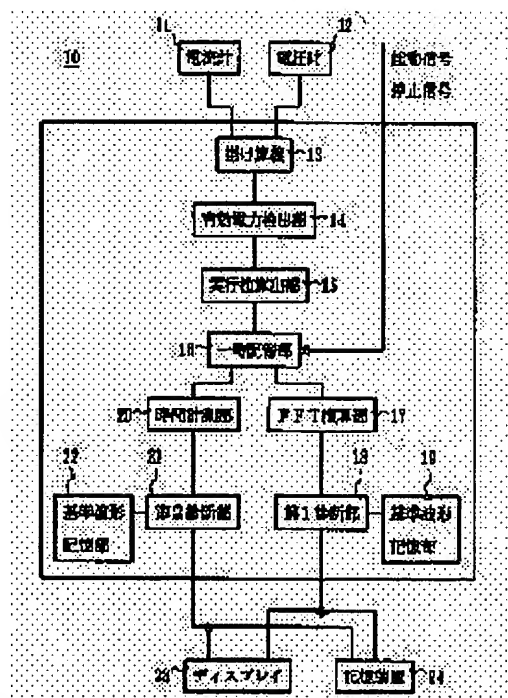 11
12
10
電流計
電圧計
起動信号
停止信号
掛け算機
13
有効電力検出部
14
実行値算出部
15
16
一時記憶部
20
時間計測部
FFT演算部
17
22
21
18
19
基準波形
記憶部
第2診断部
第1診断部
基準波形
記憶部
23
ディスプレイ
記憶装置
24